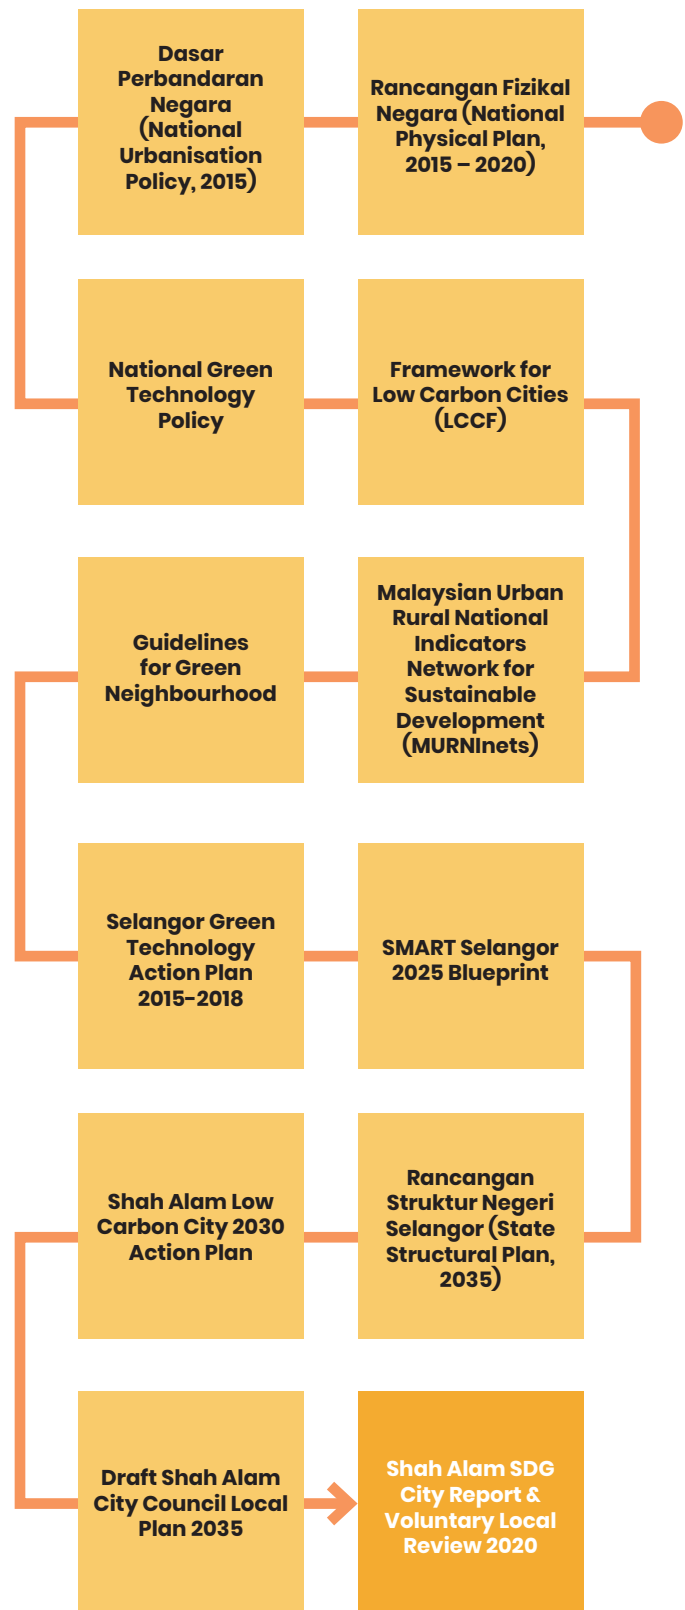 Dasar
Perbandaran
Negara
(National
Urbanisation
Policy, 2015)
Rancangan Fizikal
Negara (National
Physical Plan,
2015 – 2020)
National Green
Technology
Policy
Framework for
Low Carbon Cities
(LCCF)
Guidelines
for Green
Neighbourhood
Malaysian Urban
Rural National
Indicators
Network for
Sustainable
Development
(MURNInets)
Selangor Green
Technology
Action Plan
2015-2018
SMART Selangor
2025 Blueprint
Shah Alam Low
Carbon City 2030
Action Plan
Rancangan
Struktur Negeri
Selangor (State
Structural Plan,
2035)
Draft Shah Alam
City Council Local
Plan 2035
Shah Alam SDG
City Report &
Voluntary Local
Review 2020